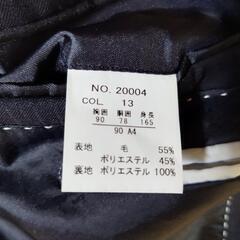 NO. 20004
COL 13
胸囲 胴囲 身長
90 78 165
90 A4
表地 毛 55%
ポリエステル 45%
裏地 ポリエステル 100%